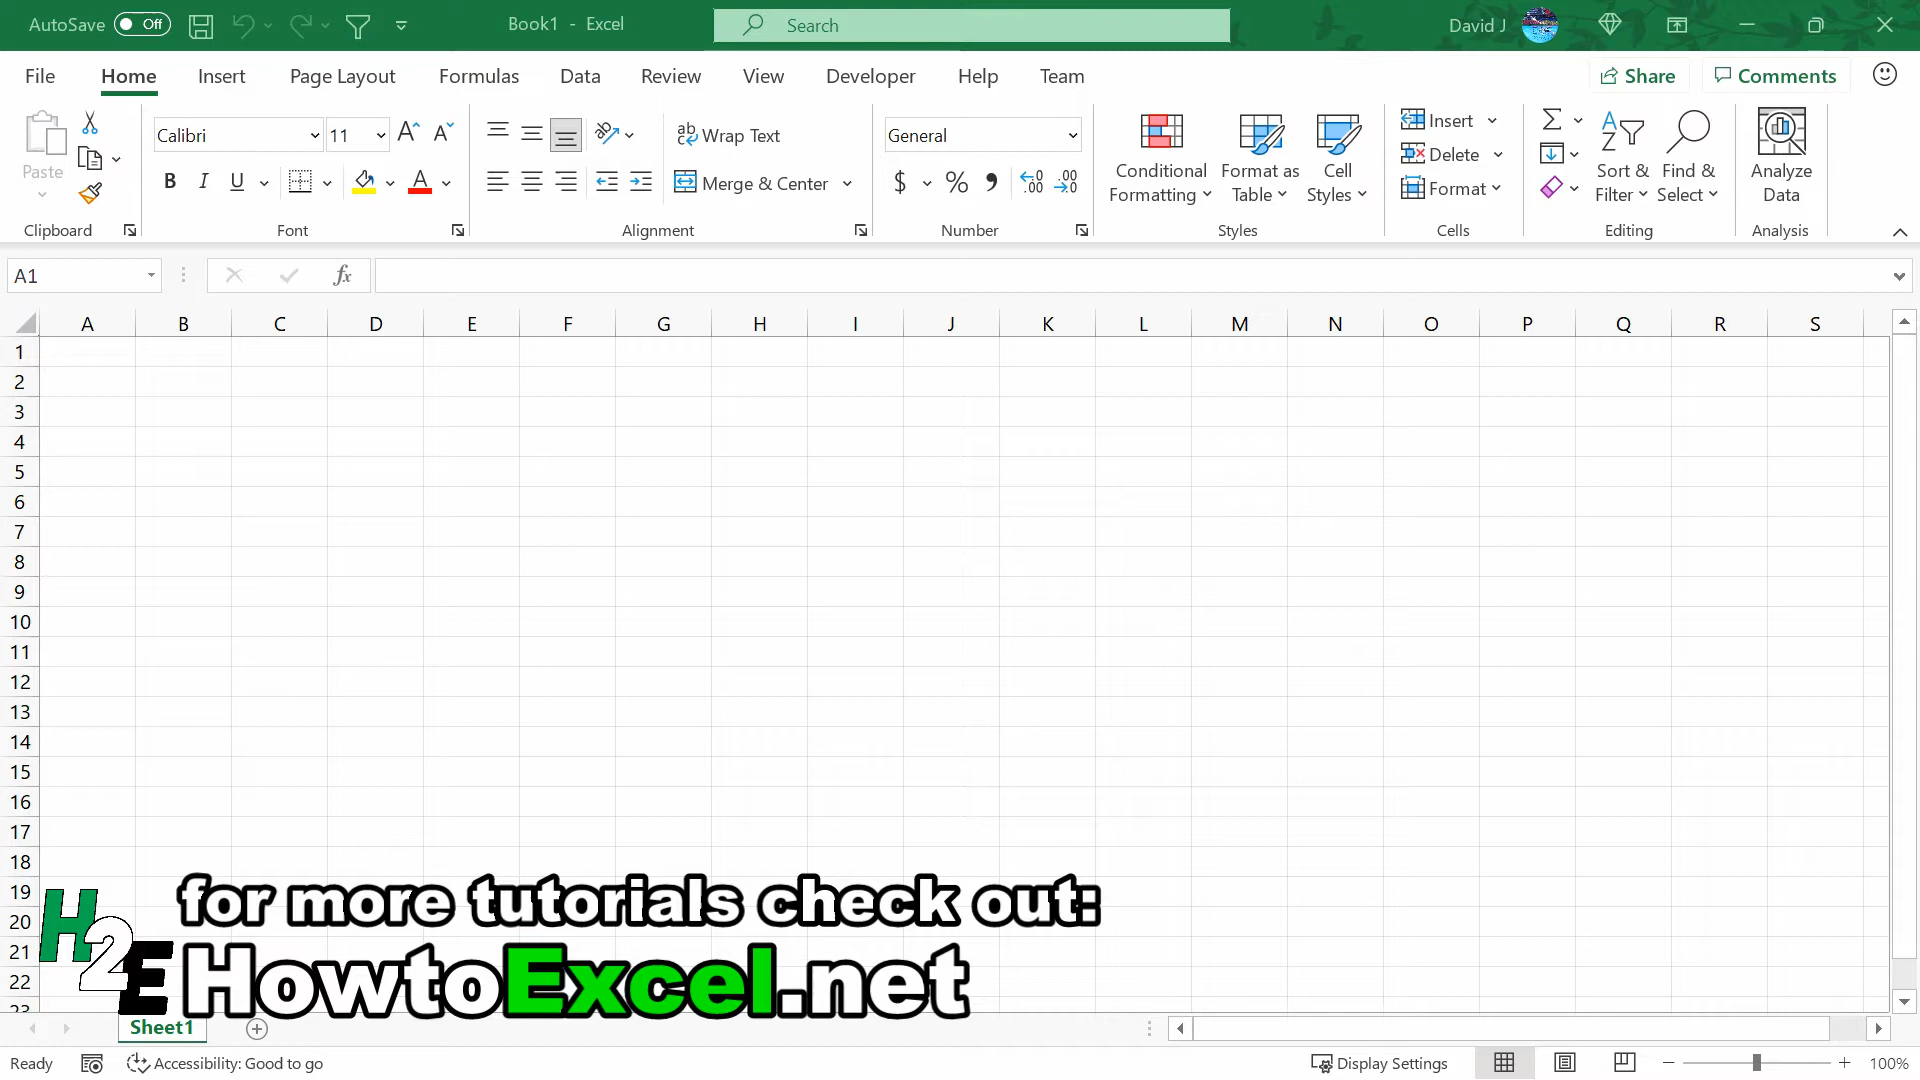 AutoSave Off Book1 - Excel Search David J
File Home Insert Page Layout Formulas Data Review View Developer Help Team Share Comments
Calibri 11 A A ab c Wrap Text General Insert Σ A Z
Paste B I U A Merge & Center $ % , .00 .0 Conditional Formatting Format as Table Cell Styles Delete Format Sort & Filter Find & Select Analyze Data
Clipboard Font Alignment Number Styles Cells Editing Analysis
A1 fx
A B C D E F G H I J K L M N O P Q R S
1
2
3
4
5
6
7
8
9
10
11
12
13
14
15
16
17
18
19
20
21
22
23
for more tutorials check out:
H2E HowtoExcel.net
Sheet1
Ready Accessibility: Good to go Display Settings 100%